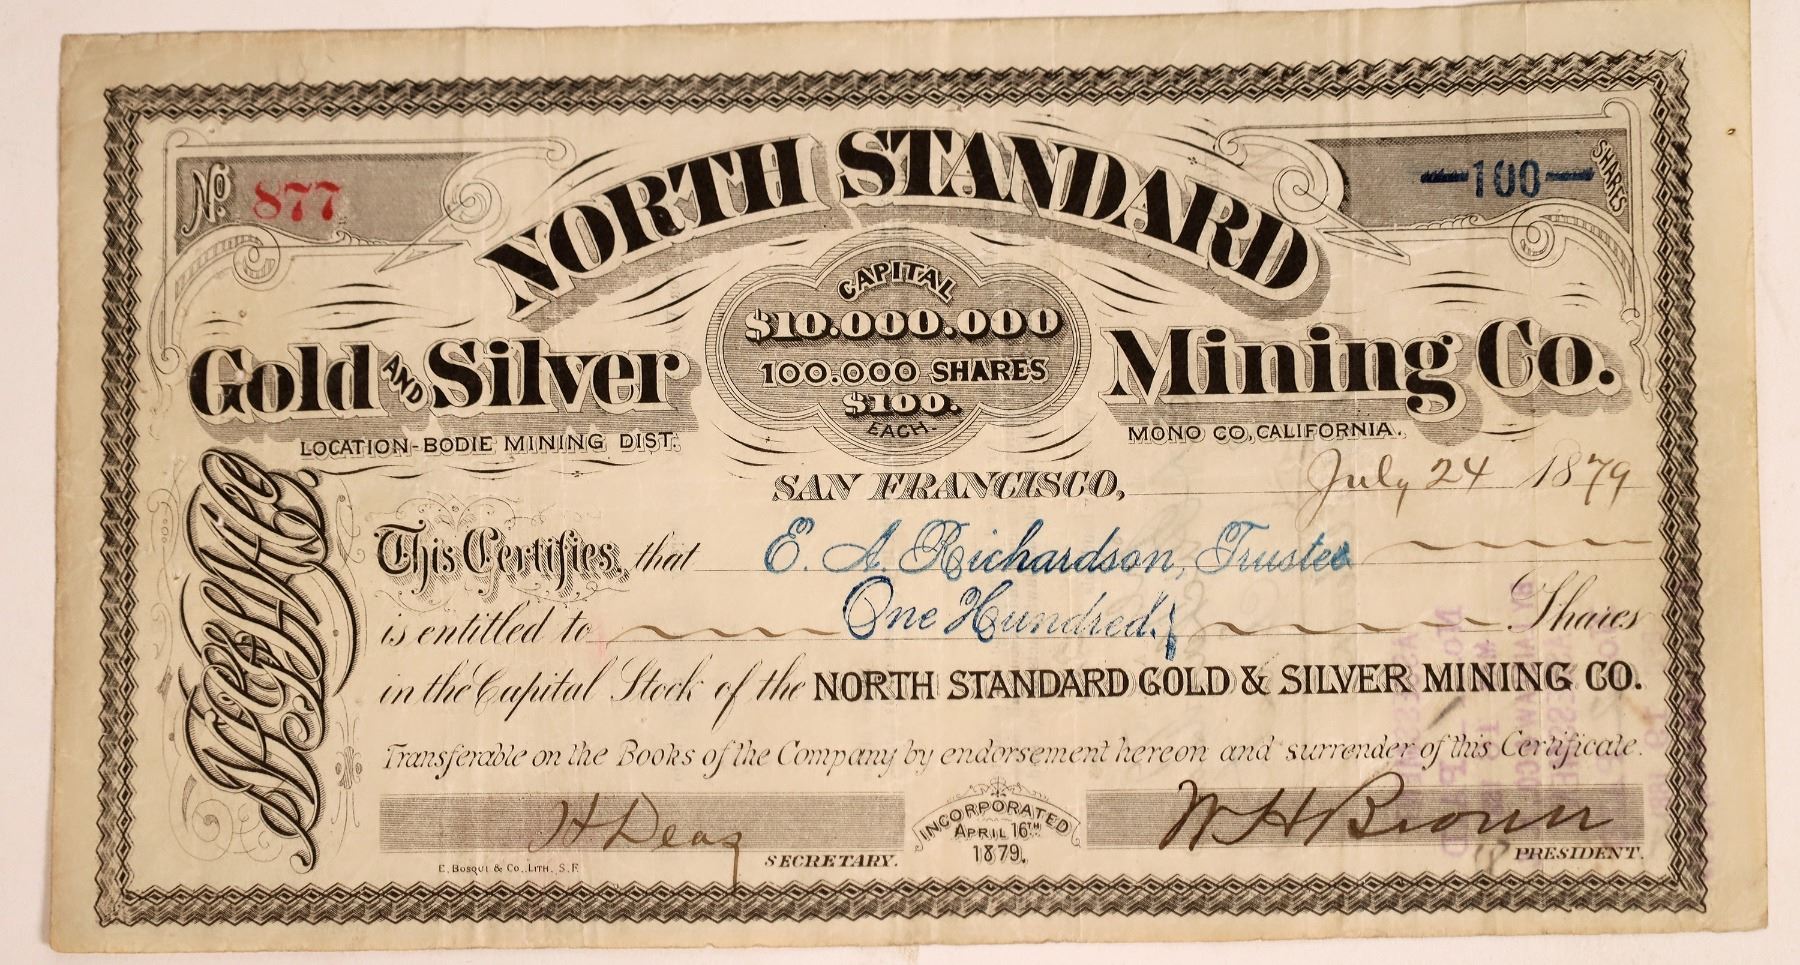 No. 877
100 SHARES
NORTH STANDARD
Gold AND Silver Mining Co.
CAPITAL
$10.000.000
100.000 SHARES
$100.
EACH.
LOCATION-BODIE MINING DIST.
MONO CO, CALIFORNIA.
SAN FRANCISCO, July 24 1879
This Certifies, that E. A. Richardson, Trustee
is entitled to One Hundred Shares
in the Capital Stock of the NORTH STANDARD GOLD & SILVER MINING CO.
Transferable on the Books of the Company by endorsement hereon and surrender of this Certificate.
H Deas
SECRETARY.
INCORPORATED
APRIL 16TH
1879.
W H Brown
PRESIDENT.
E. BOSQUI & CO., LITH. S.F.